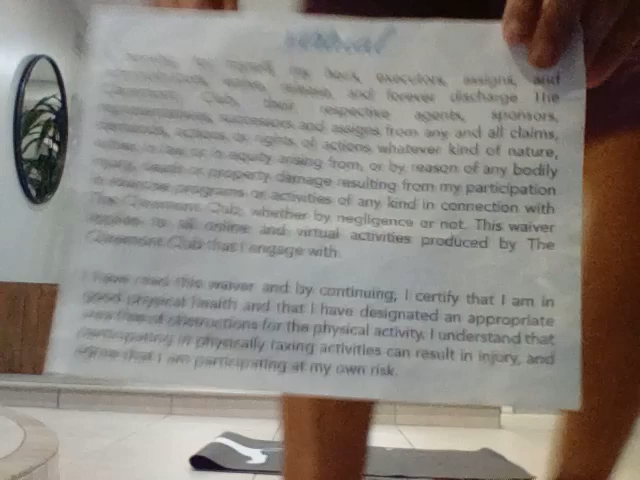 hereby, for myself, my heirs, executors, assigns, and
waive, release, and forever discharge The
Claremont Club, their respective agents, sponsors,
representatives, successors and assigns from any and all claims,
demands, actions or rights of actions whatever kind of nature,
either in law or in equity arising from, or by reason of any bodily
injury, death or property damage resulting from my participation
in exercise programs or activities of any kind in connection with
The Claremont Club, whether by negligence or not. This waiver
applies to all online and virtual activities produced by The
Claremont Club that I engage with.
I have read this waiver and by continuing, I certify that I am in
good physical health and that I have designated an appropriate
area free of obstructions for the physical activity. I understand that
participating in physically taxing activities can result in injury, and
agree that I am participating at my own risk.